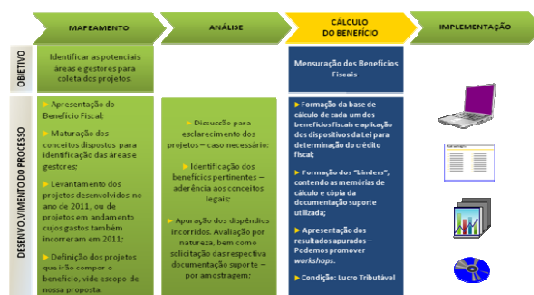 MAPEAMENTO
ANÁLISE
CÁLCULO
DO BENEFÍCIO
IMPLEMENTAÇÃO
OBJETIVO
Identificar as potenciais
áreas e gestores para
coleta dos projetos.
Mensuração dos Benefícios
Fiscais
DESENVOLVIMENTO DO PROCESSO
Apresentação do
Benefício Fiscal;
Maturação dos
conceitos dispostos para
identificação das áreas e
gestores;
Levantamento dos
projetos desenvolvidos no
ano de 2011, ou de
projetos em andamento
cujos gastos também
incorreram em 2011;
Definição dos projetos
que irão compor o
benefício, vide escopo de
nossa proposta.
Discussão para
esclarecimento dos
projetos – caso necessário;
Identificação dos
benefícios pertinentes –
aderência aos conceitos
legais;
Apuração dos dispêndios
incorridos. Avaliação por
natureza, bem como
solicitação das respectiva
documentação suporte –
por amostragem;
Formação da base de
cálculo de cada um dos
benefícios fiscais e aplicação
dos dispositivos da Lei para
determinação do crédito
fiscal;
Formação dos "binders",
contendo as memórias de
cálculo e cópia da
documentação suporte
utilizada;
Apresentação dos
resultados apurados –
Podemos promover
workshops.
Condição: Lucro Tributável